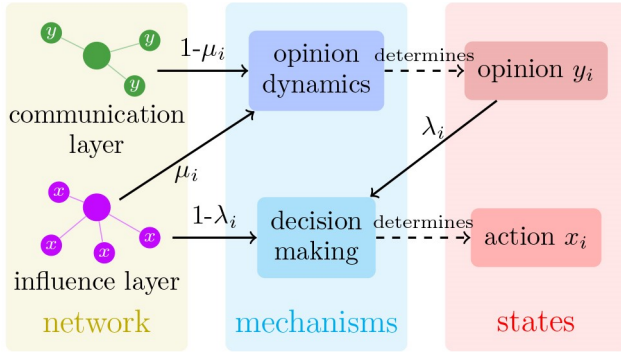 y
y
y
communication
layer
1-μᵢ
opinion
dynamics
determines
opinion yᵢ
μᵢ
λᵢ
x
x
x
x
influence layer
1-λᵢ
decision
making
determines
action xᵢ
network
mechanisms
states